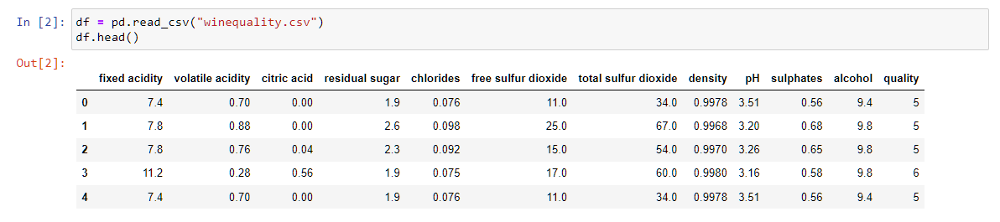 In [2]: df = pd.read_csv("winequality.csv")
df.head()
Out[2]:
fixed acidity volatile acidity citric acid residual sugar chlorides free sulfur dioxide total sulfur dioxide density pH sulphates alcohol quality
0 7.4 0.70 0.00 1.9 0.076 11.0 34.0 0.9978 3.51 0.56 9.4 5
1 7.8 0.88 0.00 2.6 0.098 25.0 67.0 0.9968 3.20 0.68 9.8 5
2 7.8 0.76 0.04 2.3 0.092 15.0 54.0 0.9970 3.26 0.65 9.8 5
3 11.2 0.28 0.56 1.9 0.075 17.0 60.0 0.9980 3.16 0.58 9.8 6
4 7.4 0.70 0.00 1.9 0.076 11.0 34.0 0.9978 3.51 0.56 9.4 5